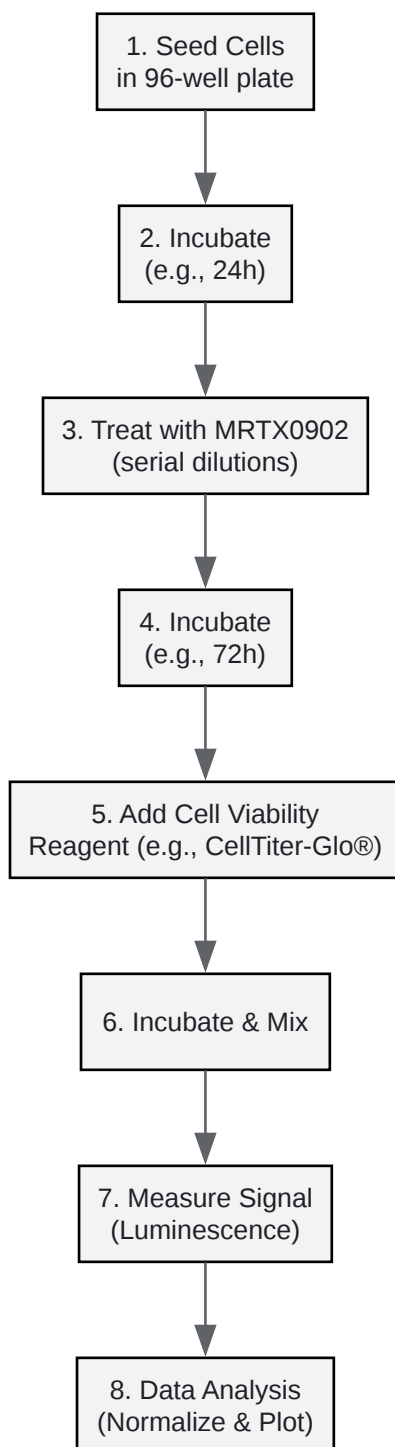 1. Seed Cells
in 96-well plate
2. Incubate
(e.g., 24h)
3. Treat with MRTX0902
(serial dilutions)
4. Incubate
(e.g., 72h)
5. Add Cell Viability
Reagent (e.g., CellTiter-Glo®)
6. Incubate & Mix
7. Measure Signal
(Luminescence)
8. Data Analysis
(Normalize & Plot)